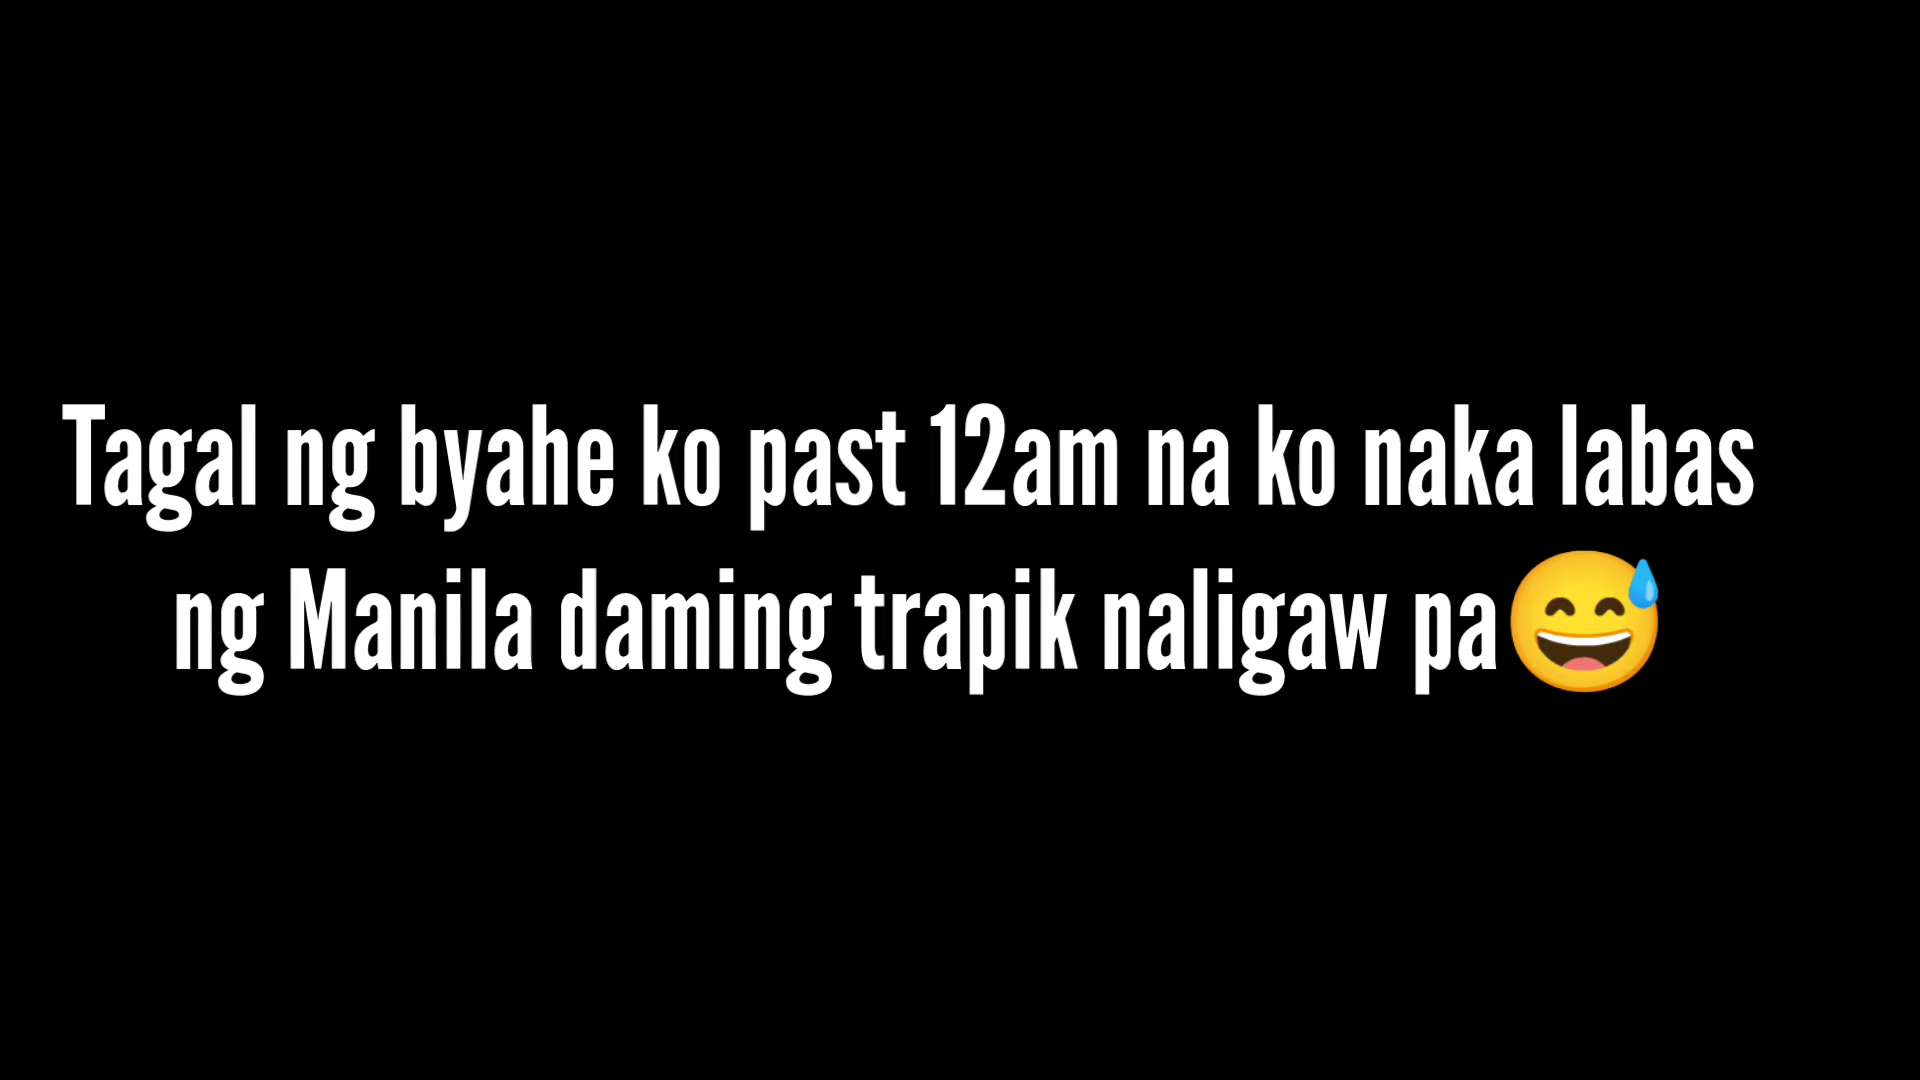 Tagal ng byahe ko past 12am na ko naka labas
ng Manila daming trapik naligaw pa😅